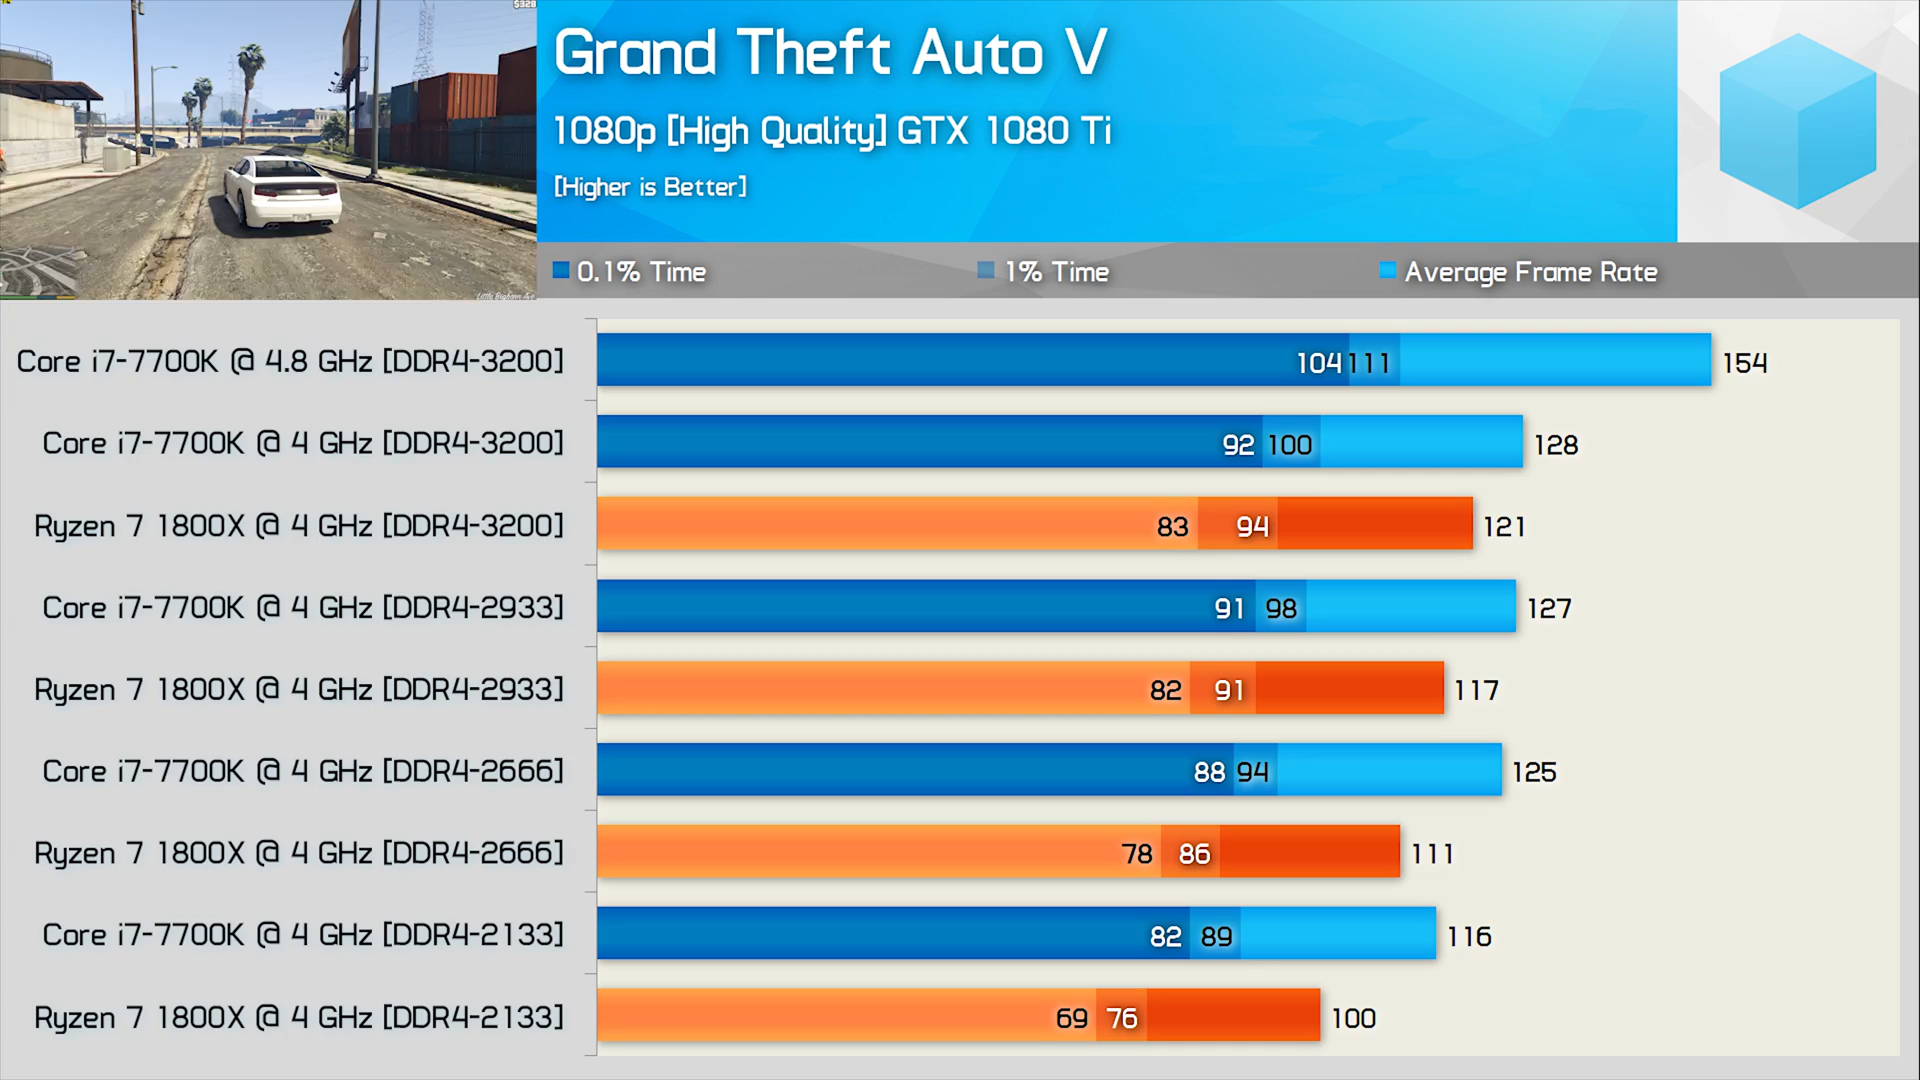 $328
Grand Theft Auto V
1080p [High Quality] GTX 1080 Ti
[Higher is Better]
Little Bighorn Ave
0.1% Time
1% Time
Average Frame Rate
Core i7-7700K @ 4.8 GHz [DDR4-3200] 104 111 154
Core i7-7700K @ 4 GHz [DDR4-3200] 92 100 128
Ryzen 7 1800X @ 4 GHz [DDR4-3200] 83 94 121
Core i7-7700K @ 4 GHz [DDR4-2933] 91 98 127
Ryzen 7 1800X @ 4 GHz [DDR4-2933] 82 91 117
Core i7-7700K @ 4 GHz [DDR4-2666] 88 94 125
Ryzen 7 1800X @ 4 GHz [DDR4-2666] 78 86 111
Core i7-7700K @ 4 GHz [DDR4-2133] 82 89 116
Ryzen 7 1800X @ 4 GHz [DDR4-2133] 69 76 100